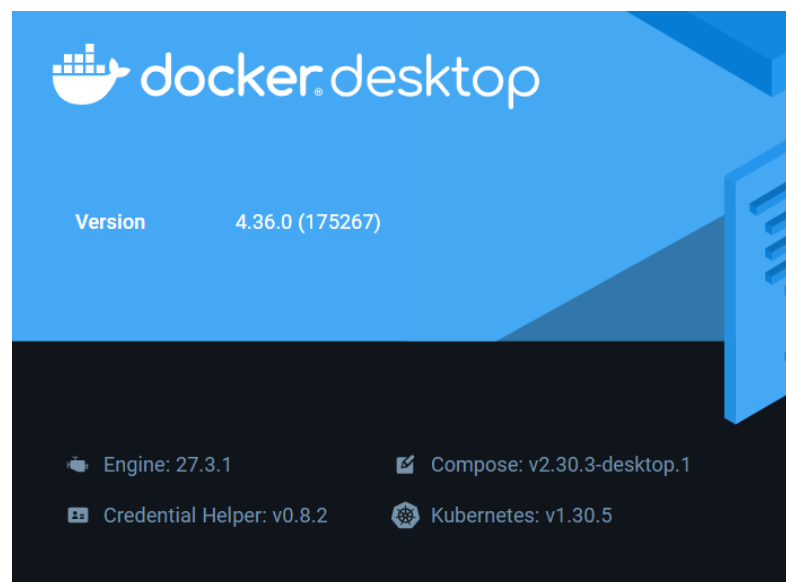 docker® desktop
Version 4.36.0 (175267)
Engine: 27.3.1 Compose: v2.30.3-desktop.1
Credential Helper: v0.8.2 Kubernetes: v1.30.5